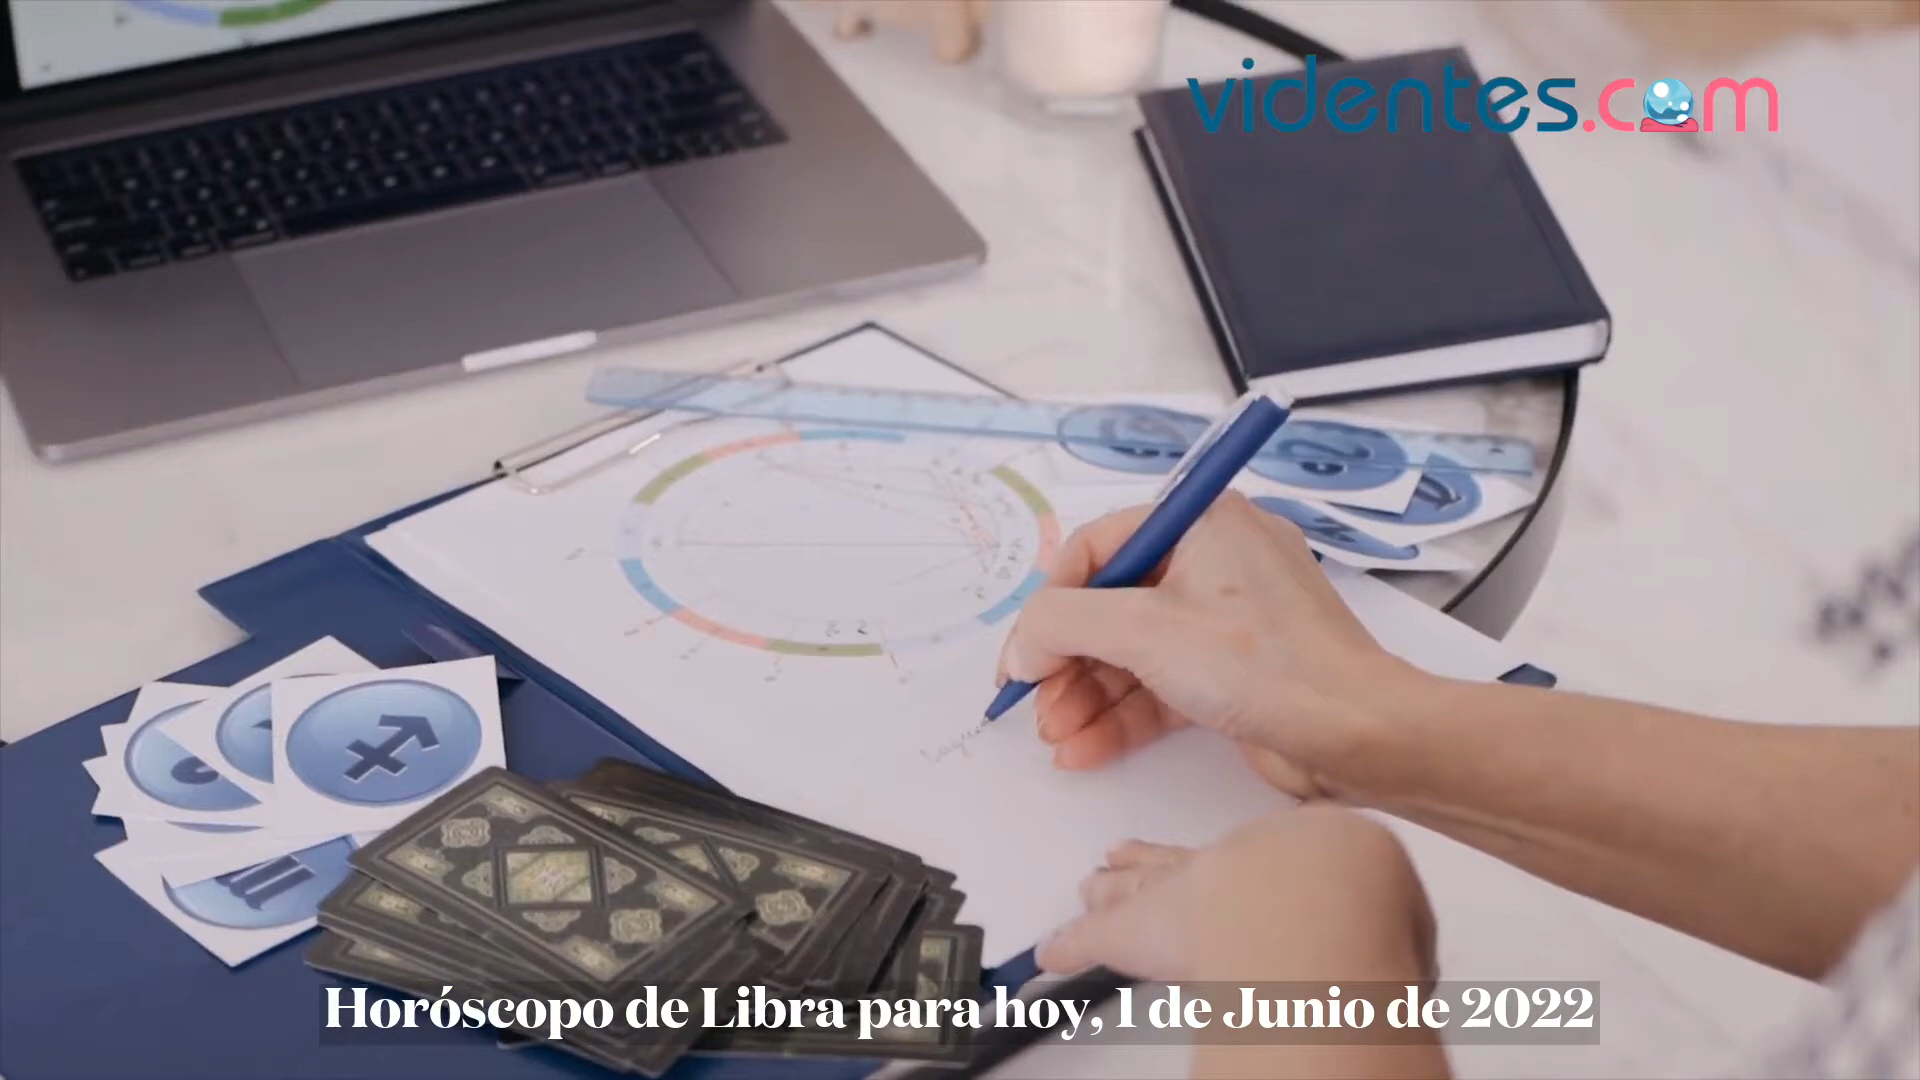 videntes.com
Horóscopo de Libra para hoy, 1 de Junio de 2022